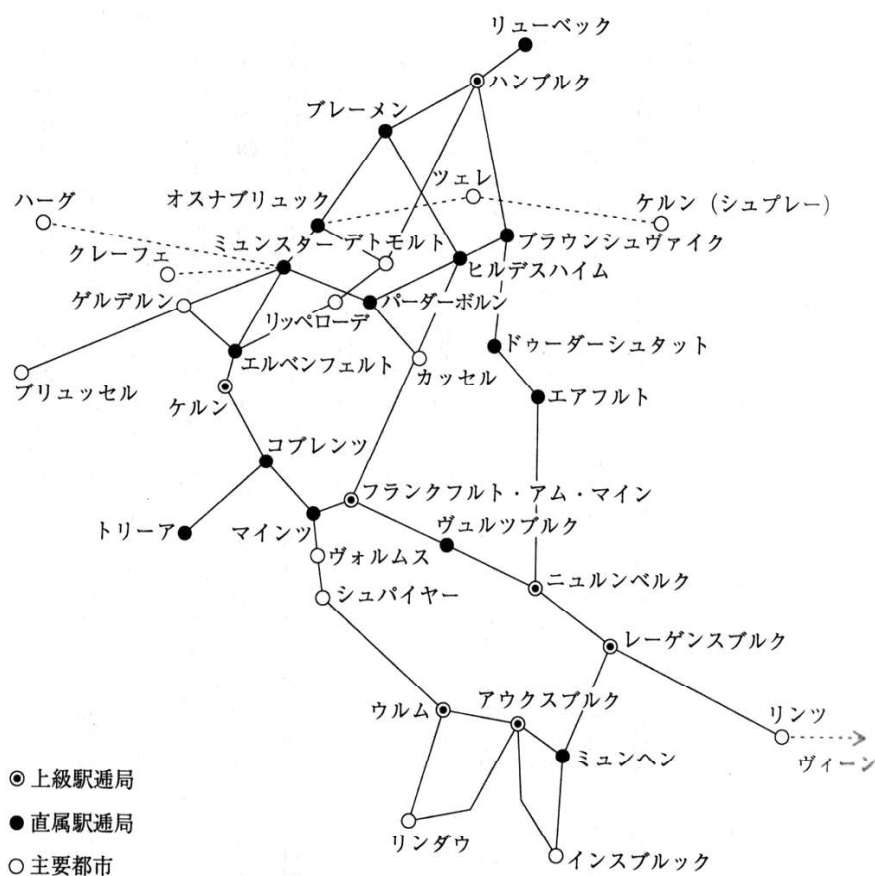 リューベック
ハンブルク
ブレーメン
ツェレ
オスナブリュック
ハーグ
ケルン（シュプレー）
ミュンスター
デトモルト
ブラウンシュヴァイク
クレーフェ
ヒルデスハイム
ゲルデルン
リッペローデ
パーダーボルン
ドゥーダーシュタット
エルベンフェルト
カッセル
ブリュッセル
エアフルト
ケルン
コブレンツ
フランクフルト・アム・マイン
トリーア
マインツ
ヴュルツブルク
ヴォルムス
ニュルンベルク
シュパイヤー
レーゲンスブルク
ウルム
アウクスブルク
リンツ
ミュンヘン
ヴィーン
◉ 上級駅逓局
● 直属駅逓局
リンダウ
インスブルック
○ 主要都市